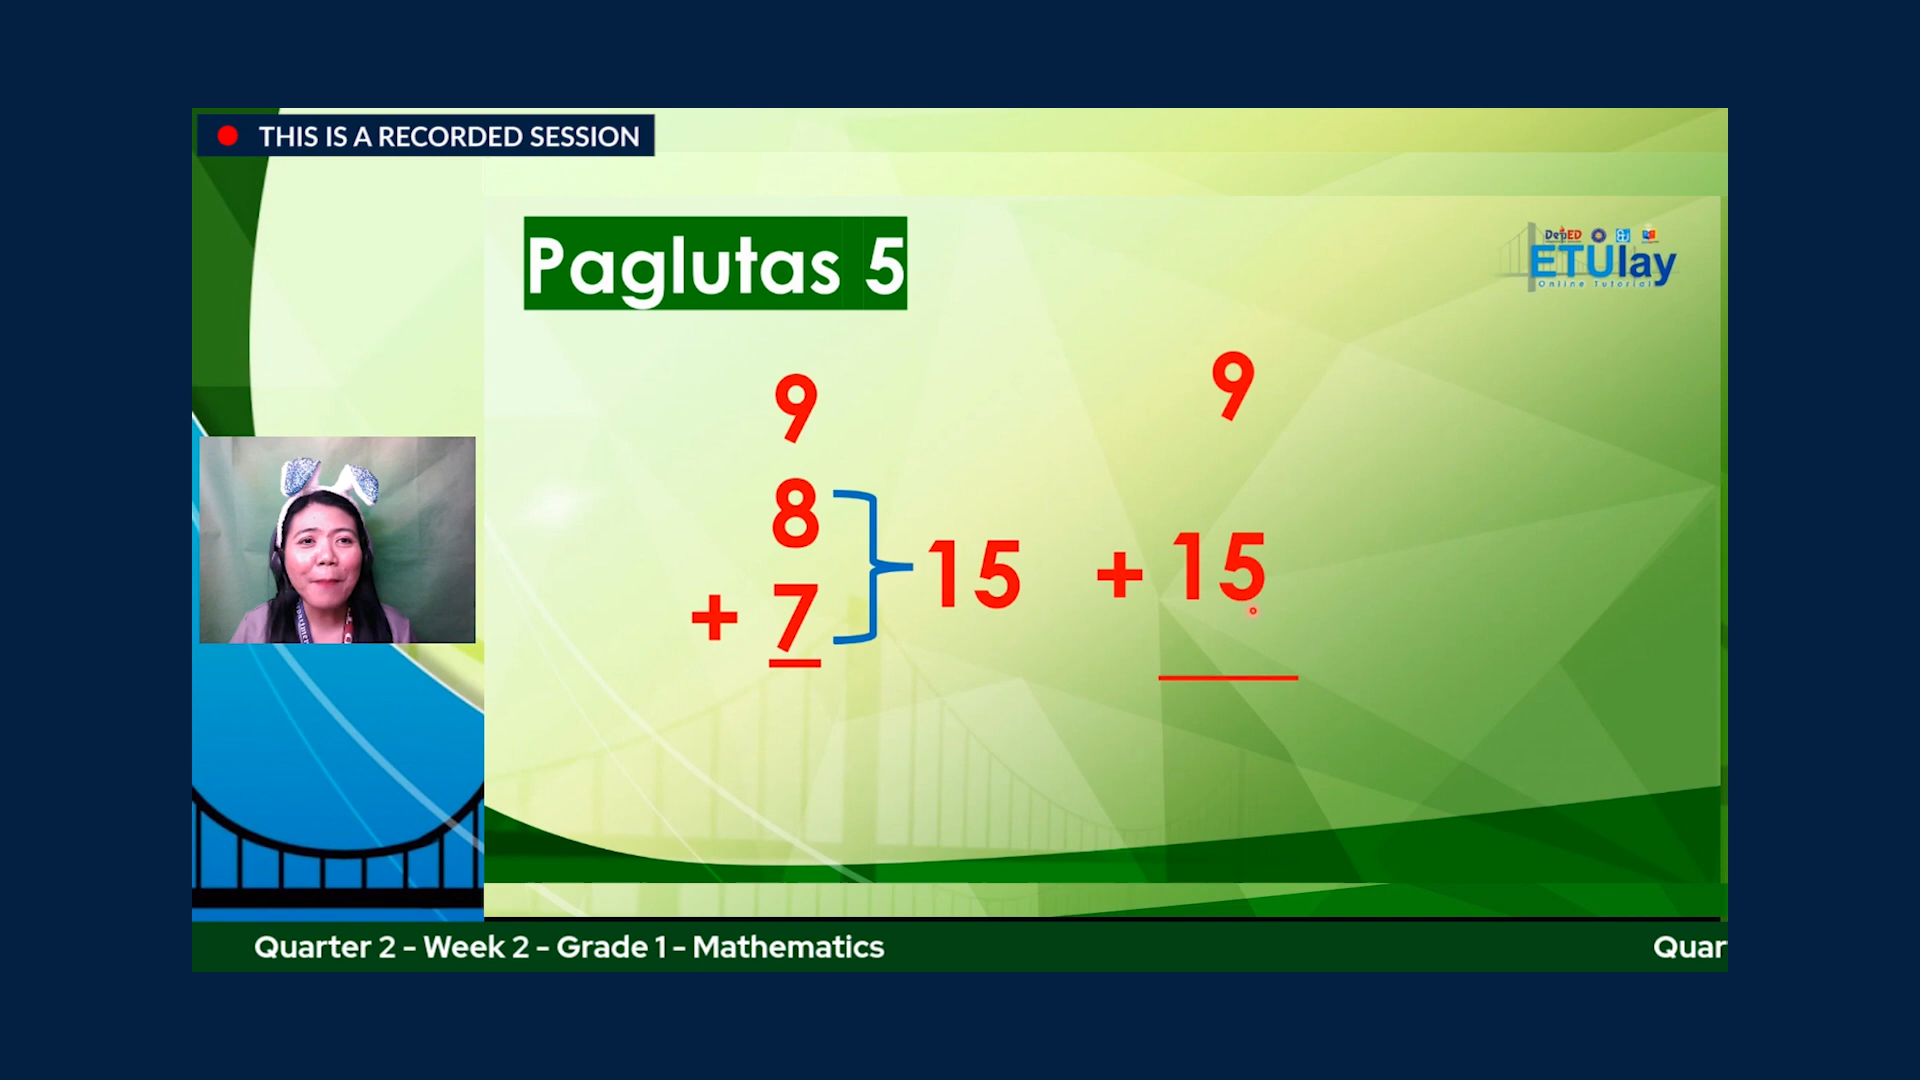 THIS IS A RECORDED SESSION
Paglutas 5
DepED
ETUlay
Online Tutorial
9
8
+ 7
15
9
+ 15
Quarter 2 - Week 2 - Grade 1 - Mathematics
Quar